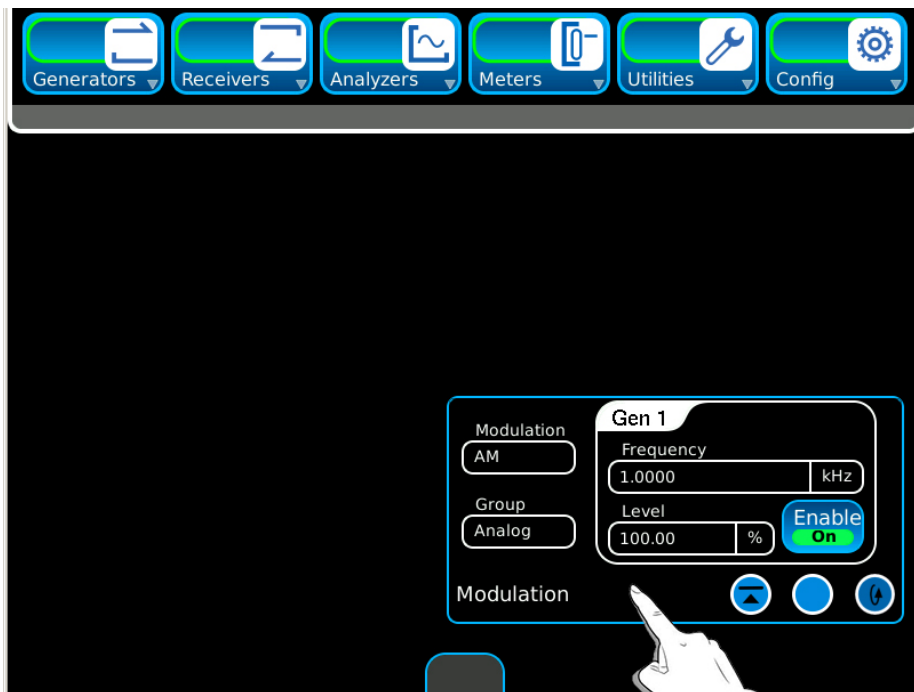 Generators
Receivers
Analyzers
Meters
Utilities
Config
Modulation
AM
Group
Analog
Gen 1
Frequency
1.0000 kHz
Level
100.00 %
Enable
On
Modulation